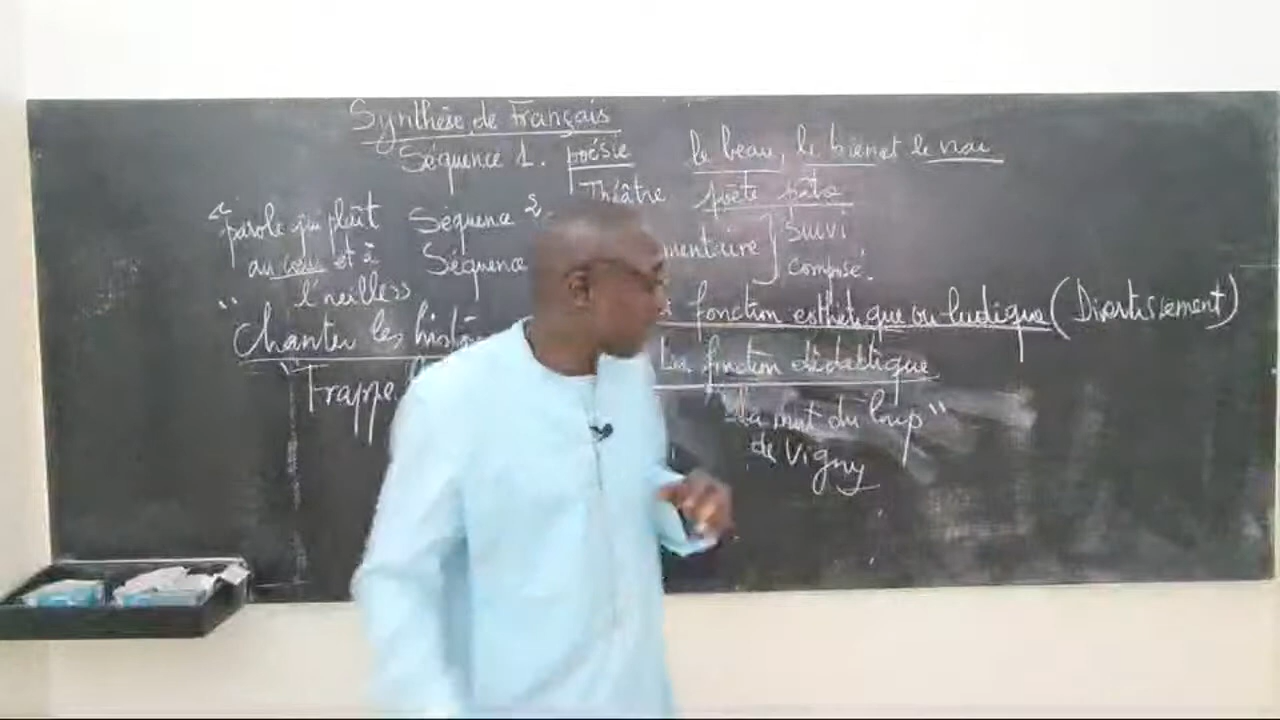 Synthèse de Français
Séquence 1. poésie le beau, le bien et le vrai
Théâtre poète
"parole qui plaît Séquence 2.
au cœur et à Séquence mentaire } Suivi
composé.
l'oreille>>
fonction esthétique ou ludique (Divertissement)
"Chanter les histoi
La fonction didactique
"Frappe
"La mort du loup"
de Vigny